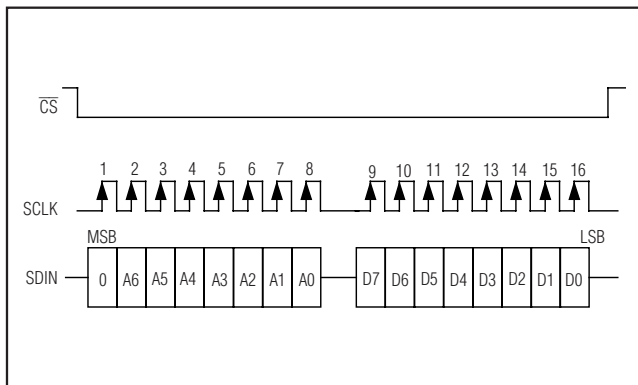 C̅S̅
1 2 3 4 5 6 7 8 9 10 11 12 13 14 15 16
SCLK
MSB LSB
SDIN 0 A6 A5 A4 A3 A2 A1 A0 D7 D6 D5 D4 D3 D2 D1 D0